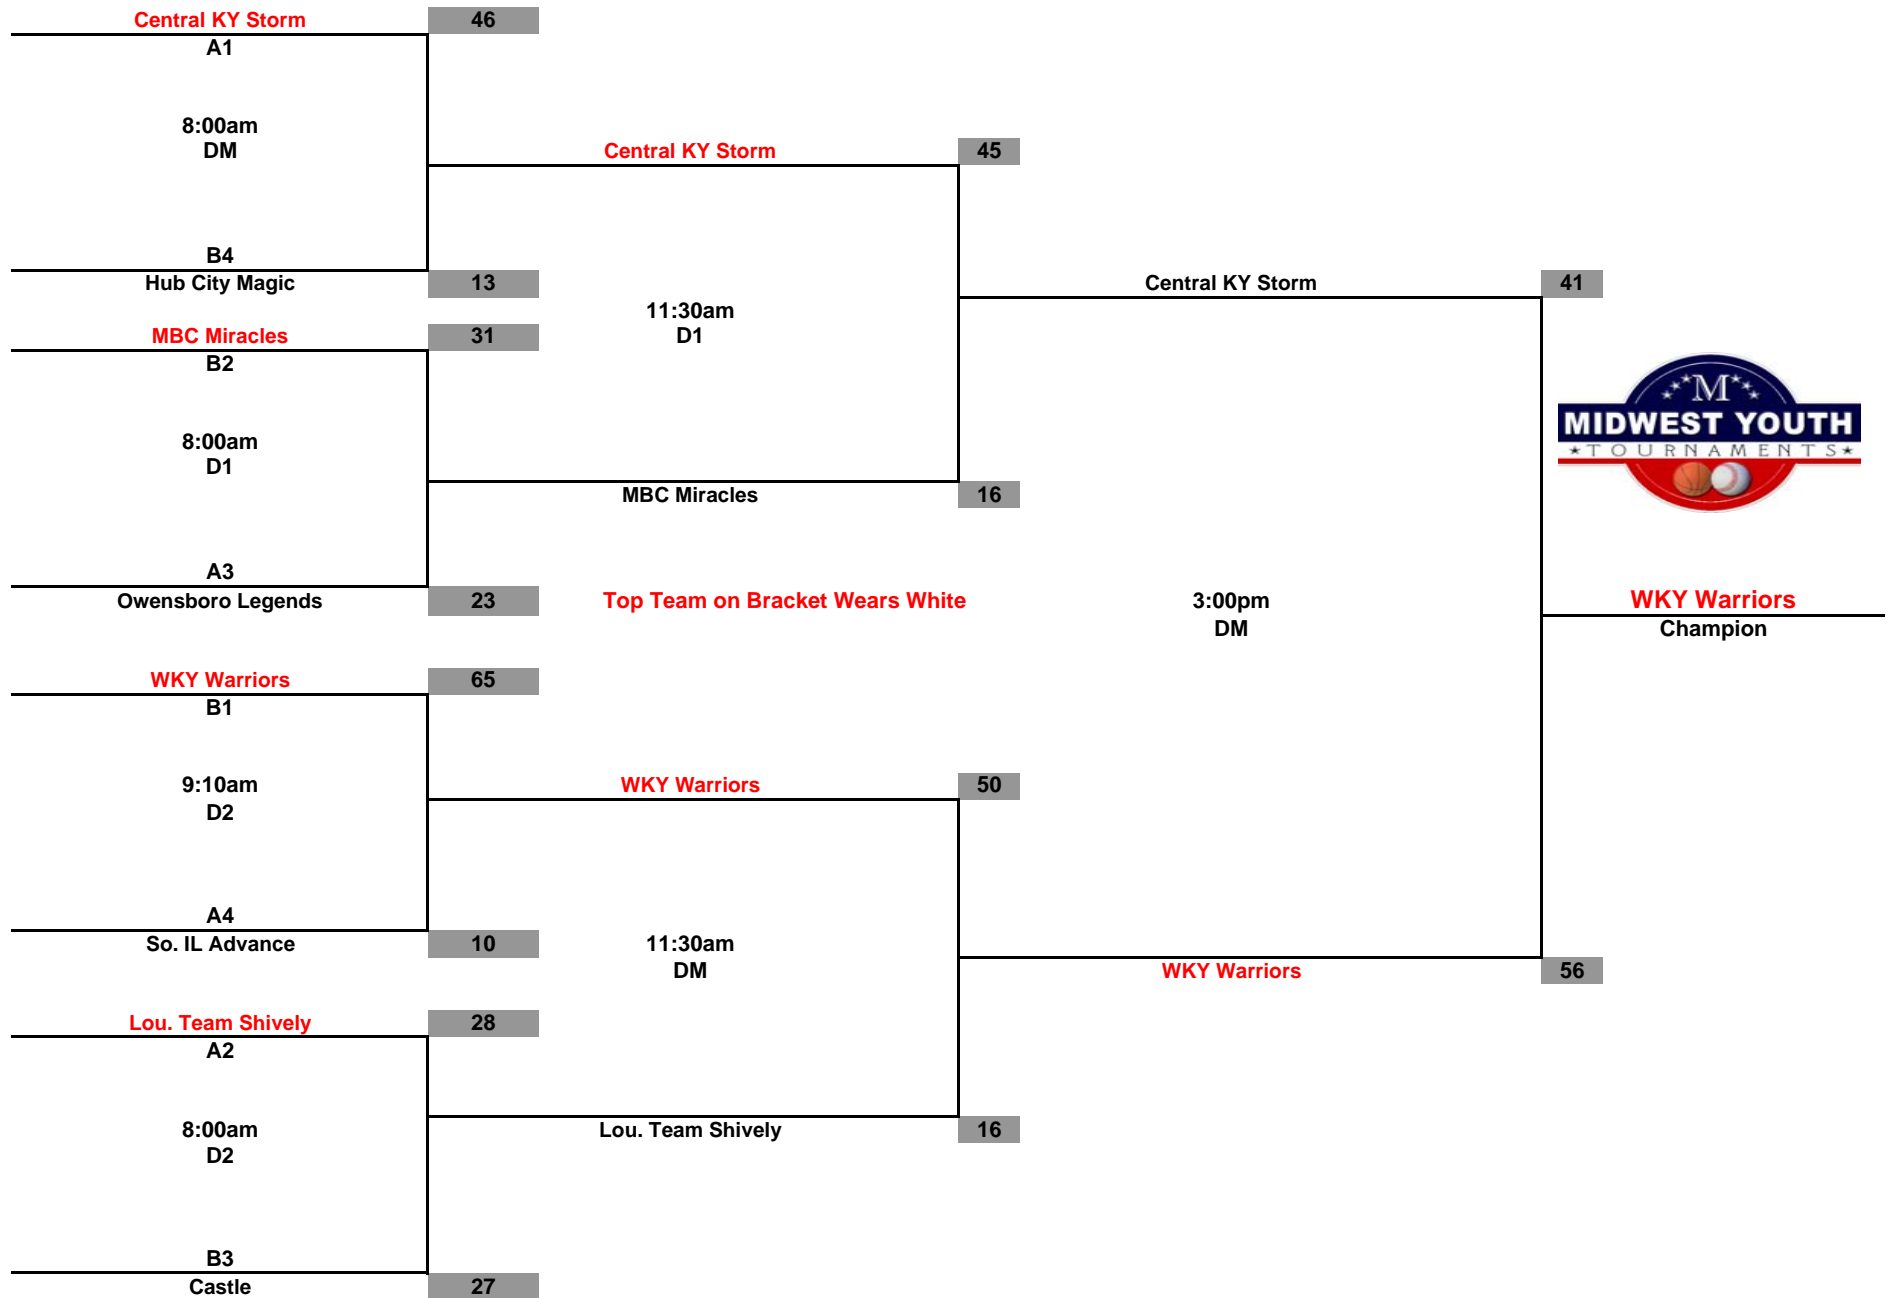 Central KY Storm 46
A1
8:00am
DM
Central KY Storm 45
B4
Hub City Magic 13
Central KY Storm 41
11:30am
D1
MBC Miracles 31
B2
M
MIDWEST YOUTH
TOURNAMENTS
8:00am
D1
MBC Miracles 16
A3
Owensboro Legends 23
Top Team on Bracket Wears White
3:00pm
DM
WKY Warriors
Champion
WKY Warriors 65
B1
9:10am
D2
WKY Warriors 50
A4
So. IL Advance 10
11:30am
DM
WKY Warriors 56
Lou. Team Shively 28
A2
8:00am
D2
Lou. Team Shively 16
B3
Castle 27